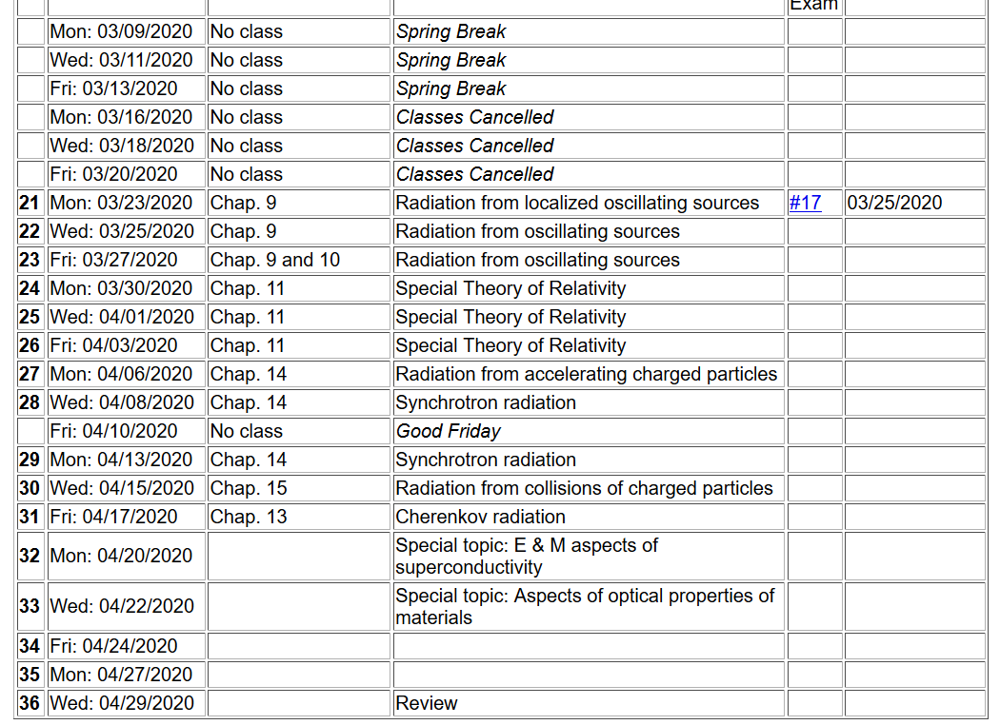 Exam
Mon: 03/09/2020 No class Spring Break
Wed: 03/11/2020 No class Spring Break
Fri: 03/13/2020 No class Spring Break
Mon: 03/16/2020 No class Classes Cancelled
Wed: 03/18/2020 No class Classes Cancelled
Fri: 03/20/2020 No class Classes Cancelled
21 Mon: 03/23/2020 Chap. 9 Radiation from localized oscillating sources #17 03/25/2020
22 Wed: 03/25/2020 Chap. 9 Radiation from oscillating sources
23 Fri: 03/27/2020 Chap. 9 and 10 Radiation from oscillating sources
24 Mon: 03/30/2020 Chap. 11 Special Theory of Relativity
25 Wed: 04/01/2020 Chap. 11 Special Theory of Relativity
26 Fri: 04/03/2020 Chap. 11 Special Theory of Relativity
27 Mon: 04/06/2020 Chap. 14 Radiation from accelerating charged particles
28 Wed: 04/08/2020 Chap. 14 Synchrotron radiation
Fri: 04/10/2020 No class Good Friday
29 Mon: 04/13/2020 Chap. 14 Synchrotron radiation
30 Wed: 04/15/2020 Chap. 15 Radiation from collisions of charged particles
31 Fri: 04/17/2020 Chap. 13 Cherenkov radiation
32 Mon: 04/20/2020 Special topic: E & M aspects of
superconductivity
33 Wed: 04/22/2020 Special topic: Aspects of optical properties of
materials
34 Fri: 04/24/2020
35 Mon: 04/27/2020
36 Wed: 04/29/2020 Review